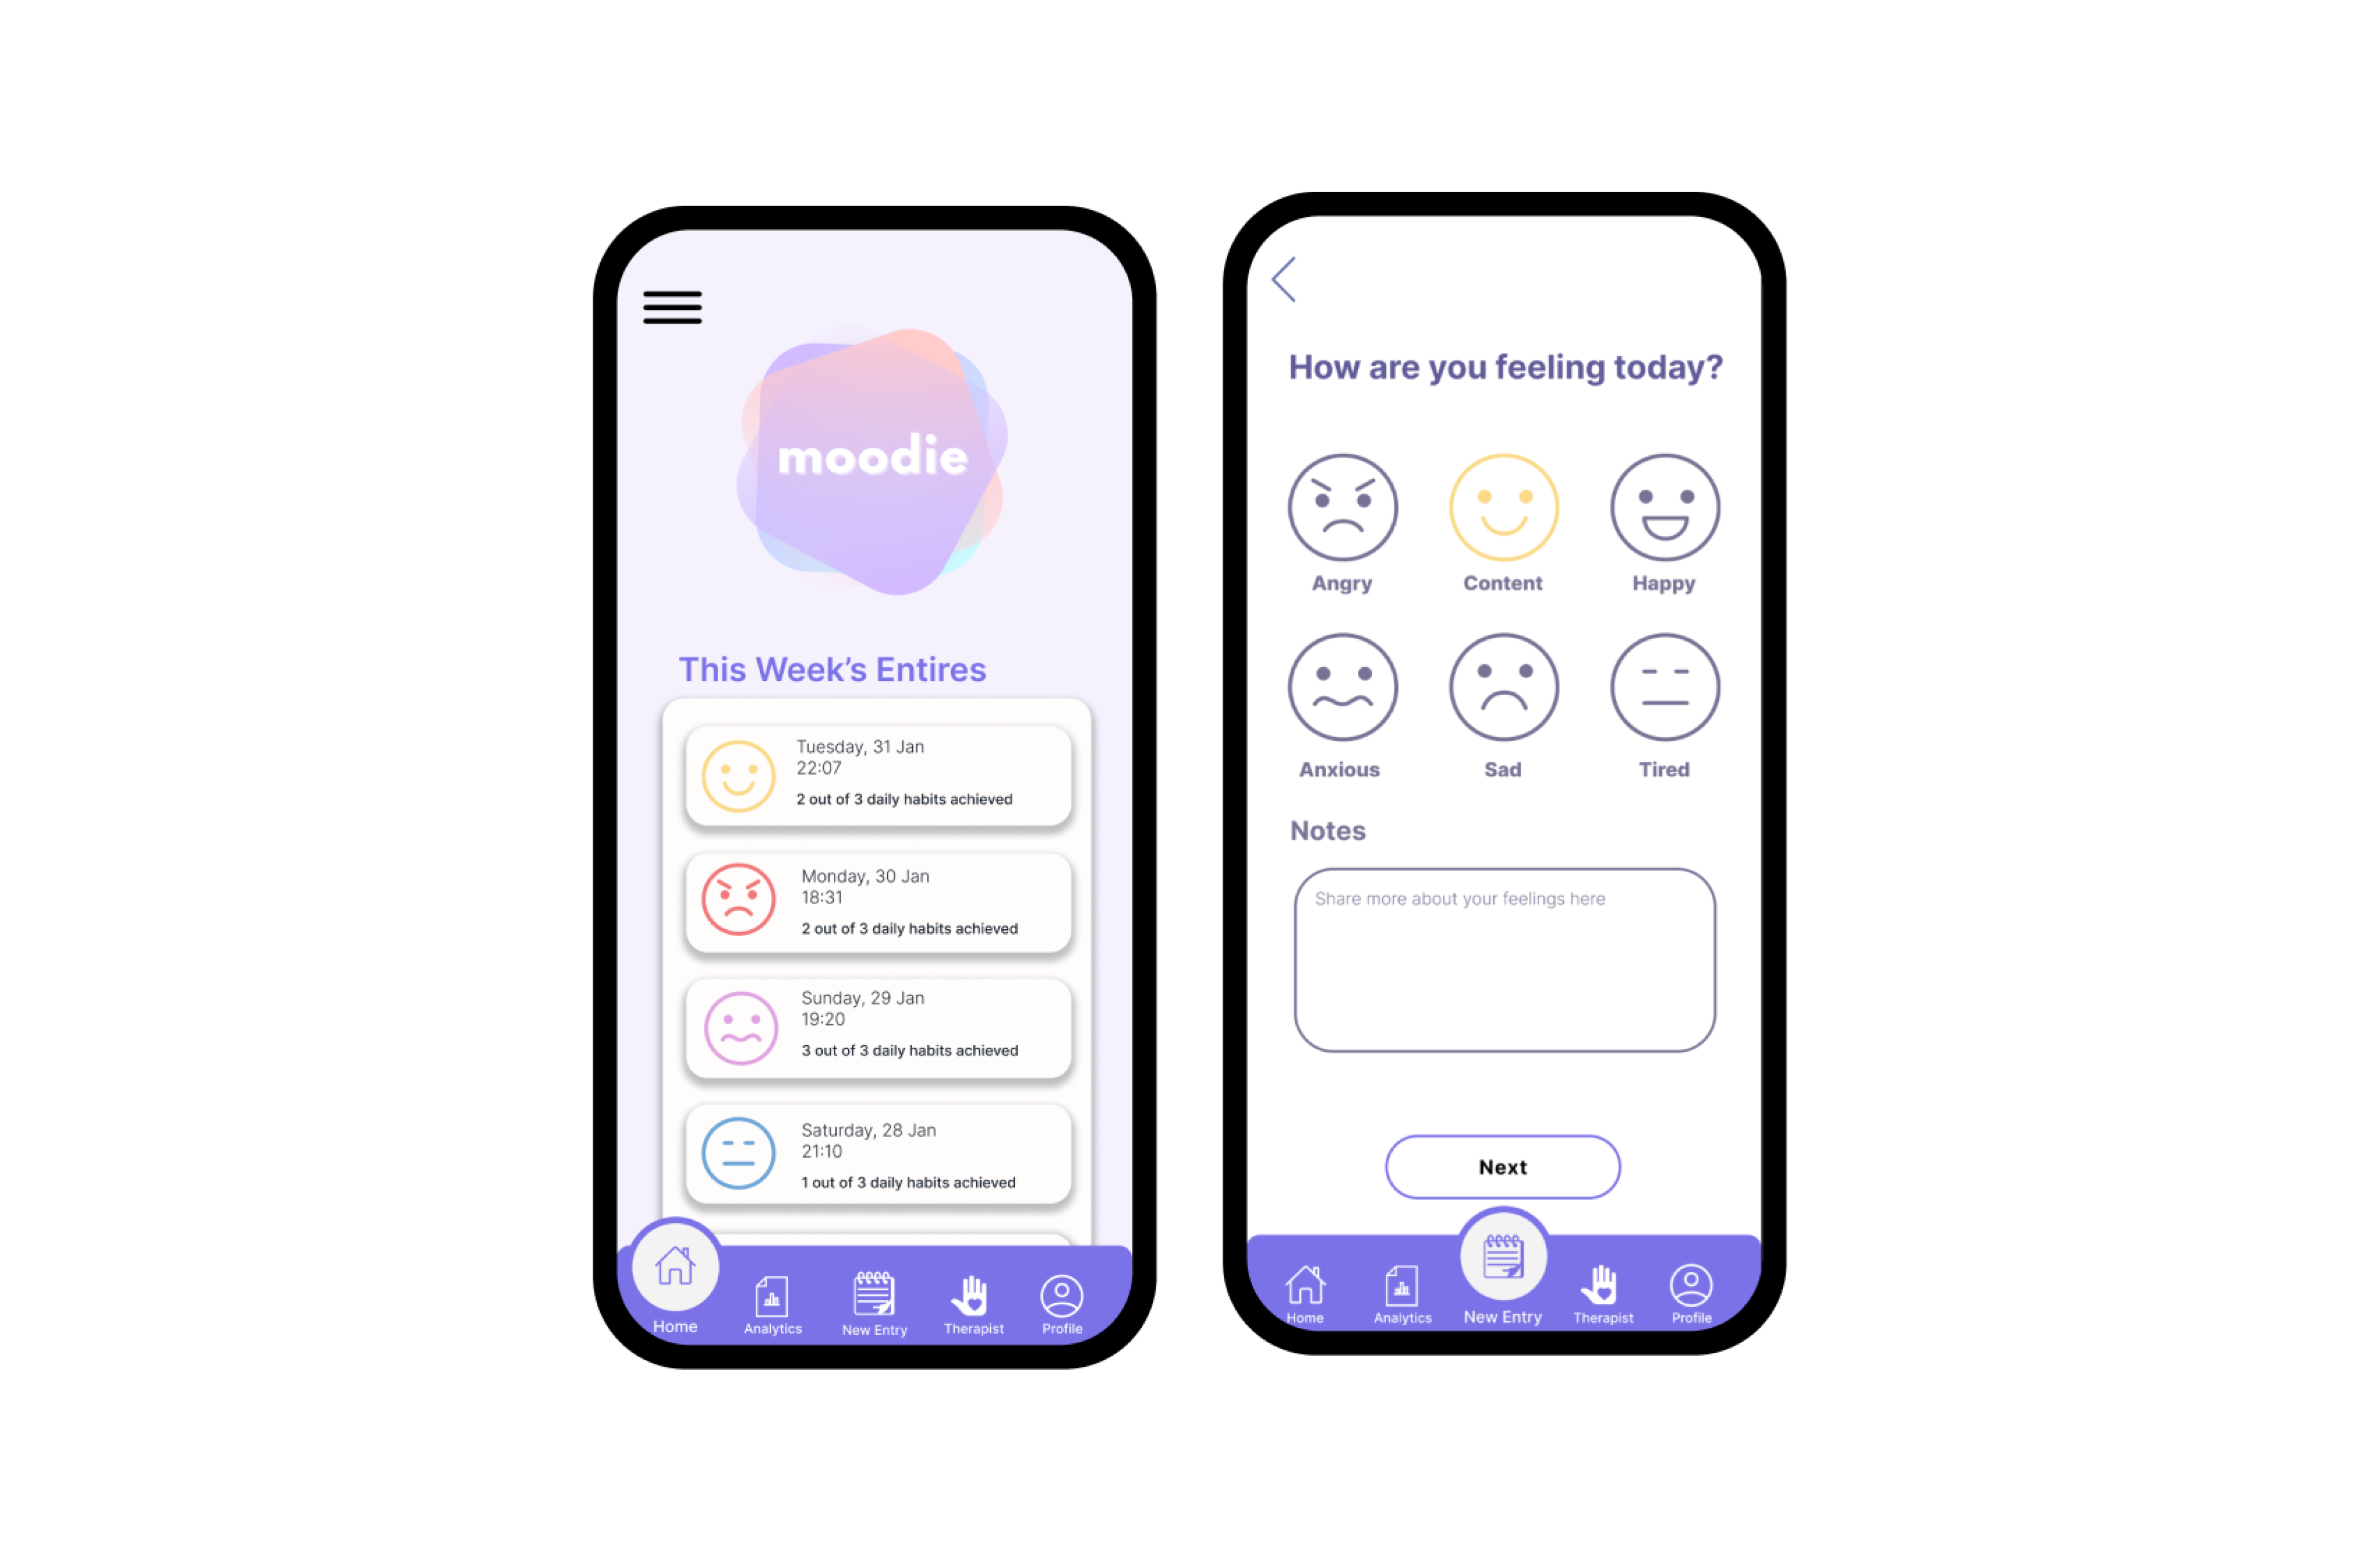 moodie
This Week's Entires
Tuesday, 31 Jan
22:07
2 out of 3 daily habits achieved
Monday, 30 Jan
18:31
2 out of 3 daily habits achieved
Sunday, 29 Jan
19:20
3 out of 3 daily habits achieved
Saturday, 28 Jan
21:10
1 out of 3 daily habits achieved
Home Analytics New Entry Therapist Profile
How are you feeling today?
Angry Content Happy
Anxious Sad Tired
Notes
Share more about your feelings here
Next
Home Analytics New Entry Therapist Profile